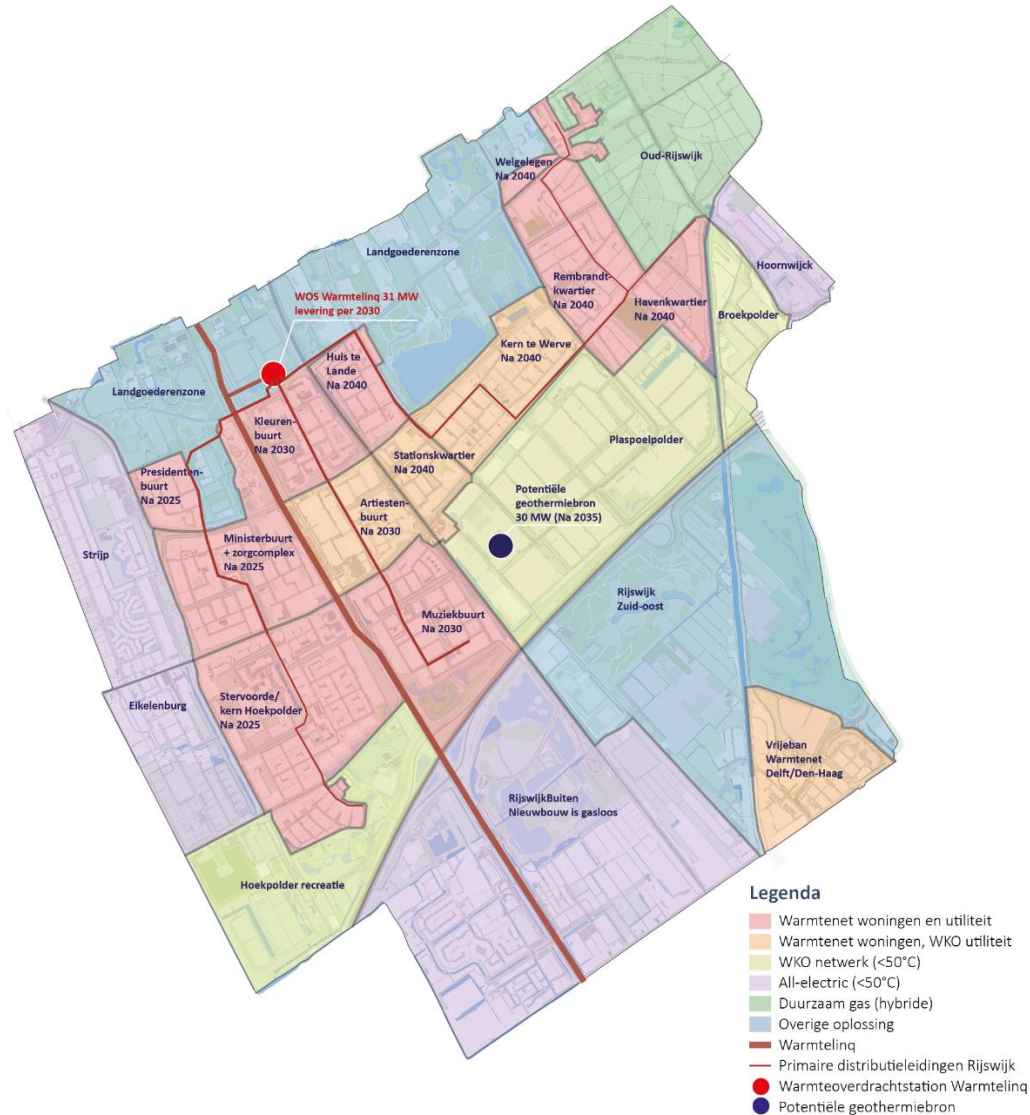 Oud-Rijswijk
Welgelegen
Na 2040
Landgoederenzone
Hoornwijck
Rembrandt-
kwartier
Na 2040
Havenkwartier
Na 2040
Broekpolder
WOS Warmtelinq 31 MW
levering per 2030
Huis te
Lande
Na 2040
Kern te Werve
Na 2040
Landgoederenzone
Kleuren-
buurt
Na 2030
Plaspoelpolder
Stationskwartier
Na 2040
Presidenten-
buurt
Na 2025
Potentiële
geothermiebron
30 MW (Na 2035)
Artiesten-
buurt
Na 2030
Ministerbuurt
+ zorgcomplex
Na 2025
Strijp
Rijswijk
Zuid-oost
Muziekbuurt
Na 2030
Stervoorde/
kern Hoekpolder
Na 2025
Eikelenburg
Vrijeban
Warmtenet
Delft/Den-Haag
RijswijkBuiten
Nieuwbouw is gasloos
Hoekpolder recreatie
Legenda
Warmtenet woningen en utiliteit
Warmtenet woningen, WKO utiliteit
WKO netwerk (<50°C)
All-electric (<50°C)
Duurzaam gas (hybride)
Overige oplossing
Warmtelinq
Primaire distributieleidingen Rijswijk
Warmteoverdrachtstation Warmtelinq
Potentiële geothermiebron